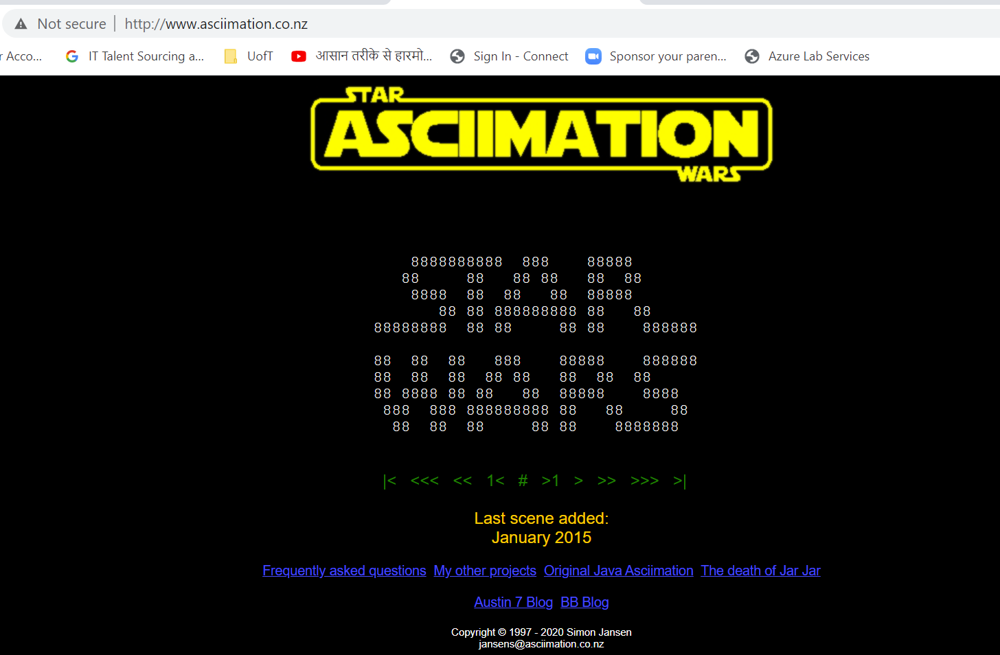 Not secure | http://www.asciimation.co.nz
r Acco... IT Talent Sourcing a... UofT आसान तरीके से हारमो... Sign In - Connect Sponsor your paren... Azure Lab Services
STAR
ASCIIMATION
WARS
     8888888888  888    88888
   88     88   88 88   88  88
    8888  88  88   88  88888
       88 88 888888888 88   88
88888888  88 88     88 88    888888

88  88  88   888    88888    888888
88  88  88  88 88   88  88  88
88 8888 88 88   88  88888    8888
 888  888 888888888 88   88     88
  88  88  88     88 88    8888888
|< <<< << 1< # >1 > >> >>> >|
Last scene added:
January 2015
Frequently asked questions My other projects Original Java Asciimation The death of Jar Jar
Austin 7 Blog BB Blog
Copyright © 1997 - 2020 Simon Jansen
jansens@asciimation.co.nz